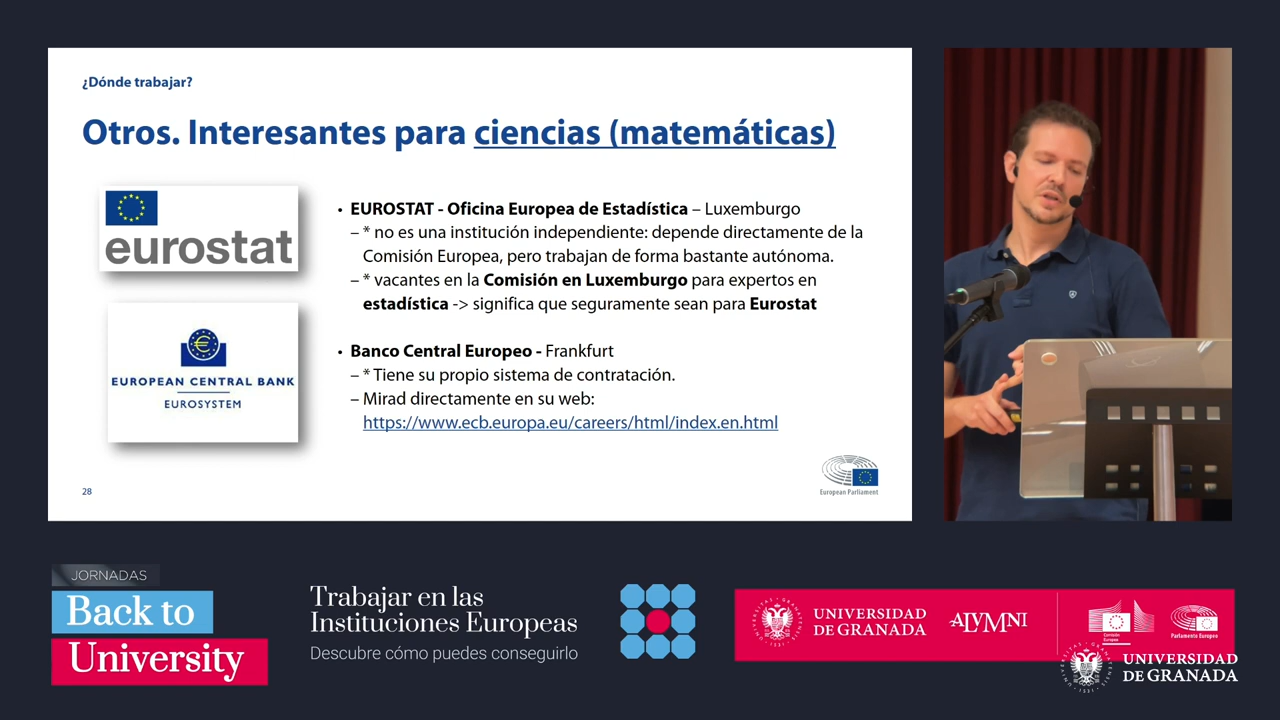 ¿Dónde trabajar?
Otros. Interesantes para ciencias (matemáticas)
eurostat
EUROPEAN CENTRAL BANK
EUROSYSTEM
• EUROSTAT - Oficina Europea de Estadística – Luxemburgo
– * no es una institución independiente: depende directamente de la
Comisión Europea, pero trabajan de forma bastante autónoma.
– * vacantes en la Comisión en Luxemburgo para expertos en
estadística -> significa que seguramente sean para Eurostat
• Banco Central Europeo - Frankfurt
– * Tiene su propio sistema de contratación.
– Mirad directamente en su web:
https://www.ecb.europa.eu/careers/html/index.en.html
28
European Parliament
JORNADAS
Back to
University
Trabajar en las
Instituciones Europeas
Descubre cómo puedes conseguirlo
UNIVERSIDAD
DE GRANADA
ALVMNI
Comisión
Europea
Parlamento Europeo
UNIVERSIDAD
DE GRANADA